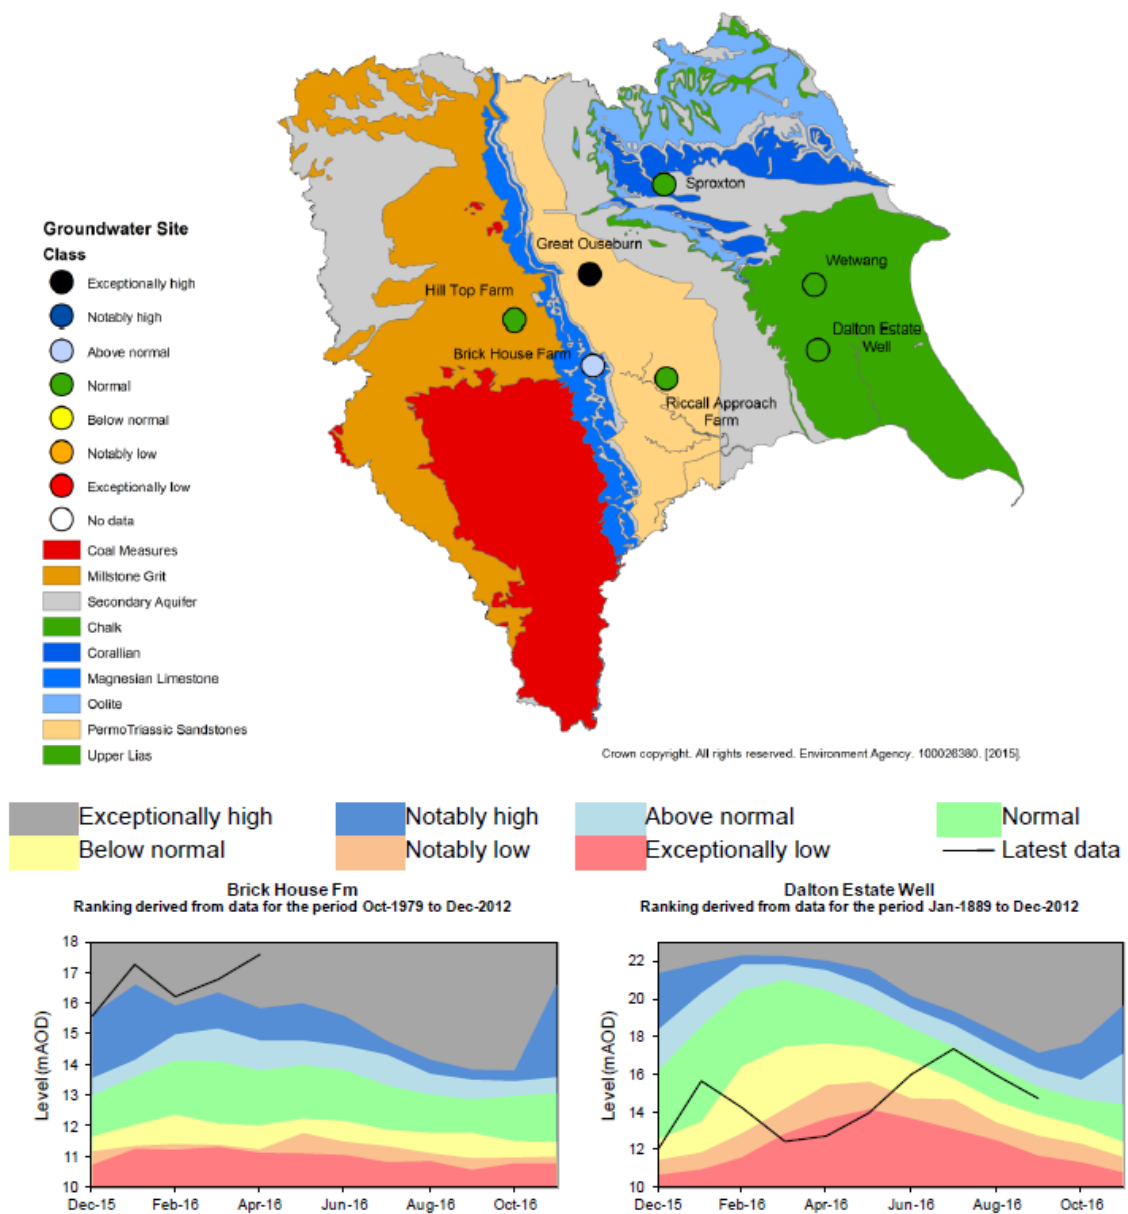 Groundwater Site
Class
Exceptionally high
Notably high
Above normal
Normal
Below normal
Notably low
Exceptionally low
No data
Coal Measures
Millstone Grit
Secondary Aquifer
Chalk
Corallian
Magnesian Limestone
Oolite
PermoTriassic Sandstones
Upper Lias
Sproxton
Great Ouseburn
Wetwang
Hill Top Farm
Dalton Estate
Well
Brick House Farm
Riccall Approach
Farm
Crown copyright. All rights reserved. Environment Agency. 100026380. [2015].
Exceptionally high Notably high Above normal Normal
Below normal Notably low Exceptionally low Latest data
Brick House Fm
Ranking derived from data for the period Oct-1979 to Dec-2012
18
17
16
15
14
13
12
11
10
Level (mAOD)
Dec-15 Feb-16 Apr-16 Jun-16 Aug-16 Oct-16
Dalton Estate Well
Ranking derived from data for the period Jan-1889 to Dec-2012
22
20
18
16
14
12
10
Level (mAOD)
Dec-15 Feb-16 Apr-16 Jun-16 Aug-16 Oct-16